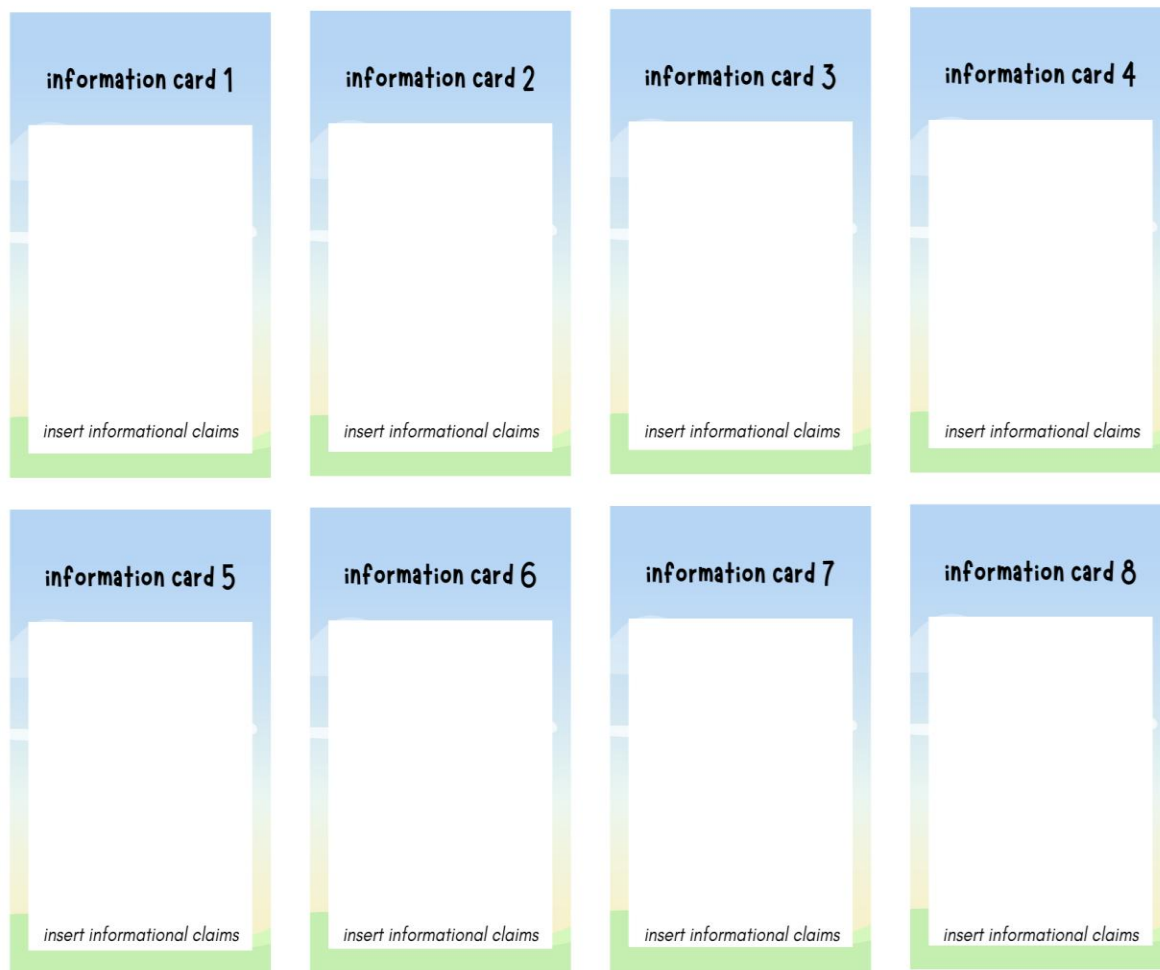 information card 1
information card 2
information card 3
information card 4
insert informational claims
insert informational claims
insert informational claims
insert informational claims
information card 5
information card 6
information card 7
information card 8
insert informational claims
insert informational claims
insert informational claims
insert informational claims